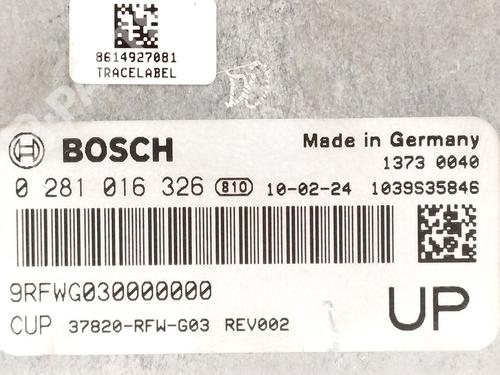 8614927081
TRACELABEL
BOSCH
Made in Germany
1373 0040
0 281 016 326 810 10-02-24 1039S35846
9RFWG030000000
UP
CUP 37820-RFW-G03 REV002